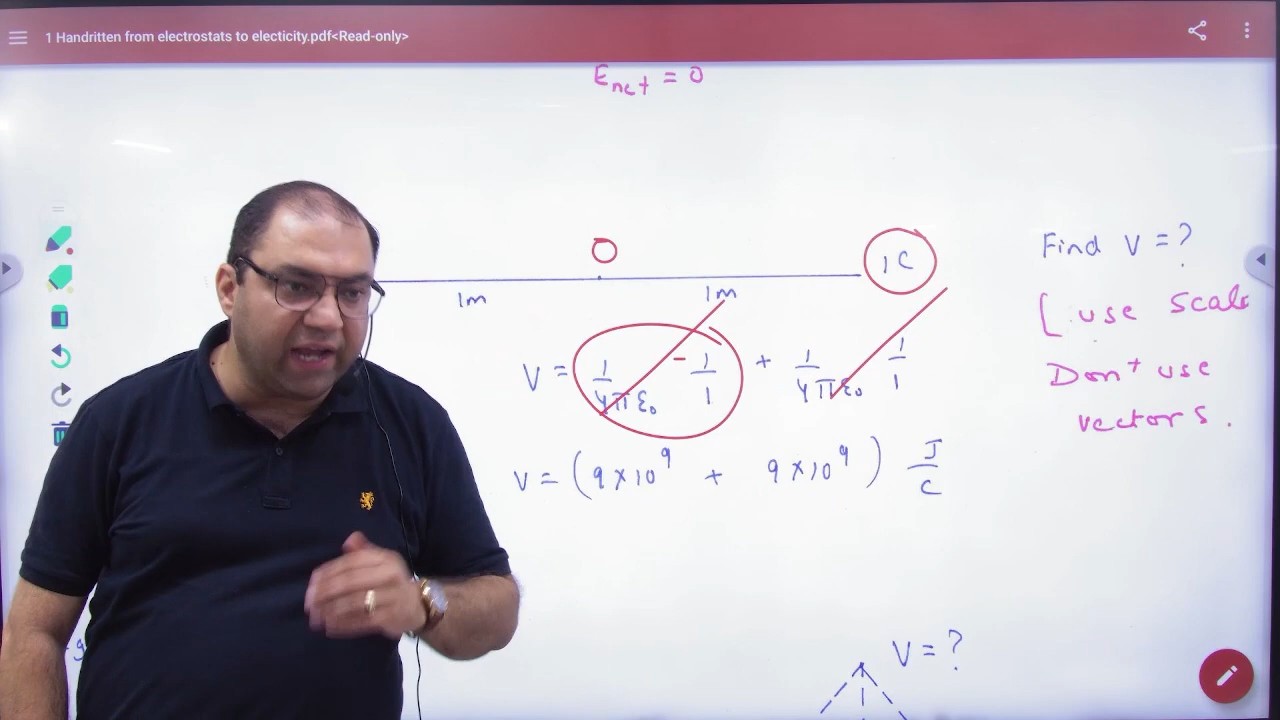 1 Handritten from electrostats to electicity.pdf<Read-only>
E_net = 0
O
1C
1m 1m
Find V = ?
[ use scalar
Don't use
vectors.
V = 1/4πε₀ -1/1 + 1/4πε₀ 1/1
V = (9×10⁹ + 9×10⁹) J/C
V = ?